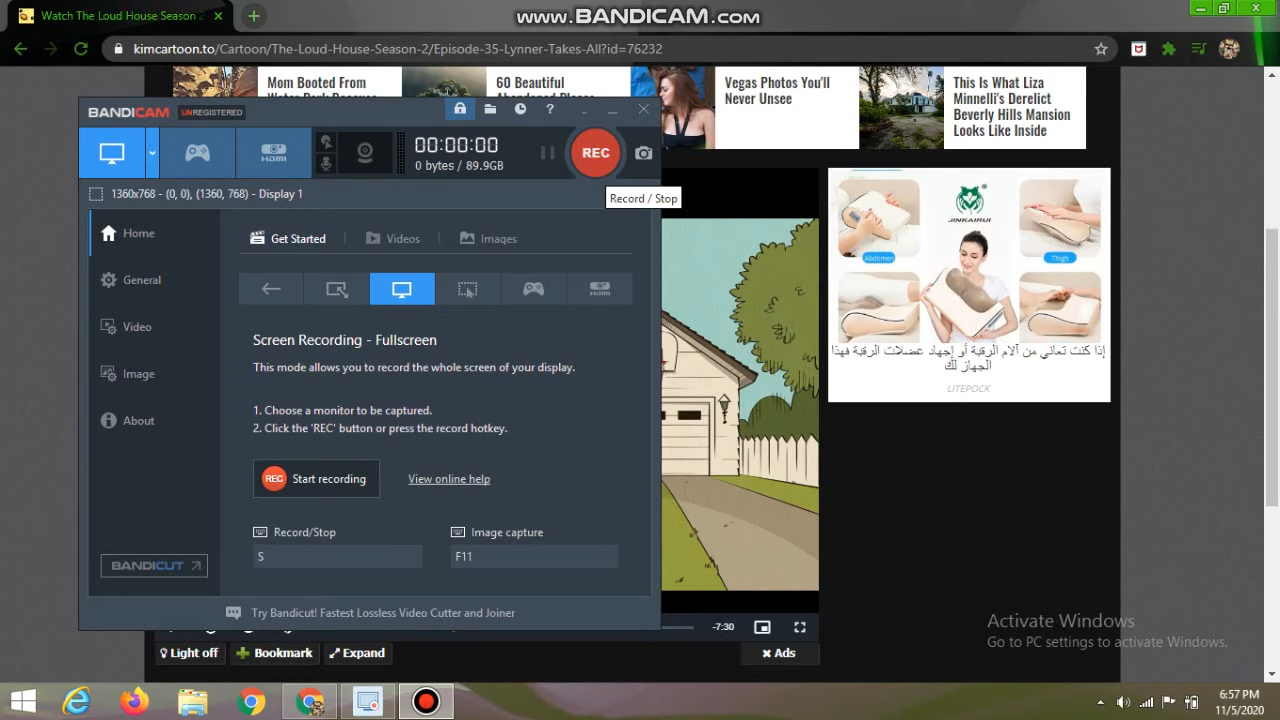 Watch The Loud House Season 2
www.BANDICAM.com
kimcartoon.to/Cartoon/The-Loud-House-Season-2/Episode-35-Lynner-Takes-All?id=76232
Mom Booted From
60 Beautiful
Vegas Photos You'll
Never Unsee
This Is What Liza
Minnelli's Derelict
Beverly Hills Mansion
Looks Like Inside
BANDICAM UNREGISTERED
HDMI
00:00:00
0 bytes / 89.9GB
REC
Record / Stop
1360x768 - (0, 0), (1360, 768) - Display 1
Home
General
Video
Image
About
BANDICUT
Get Started
Videos
Images
Screen Recording - Fullscreen
This mode allows you to record the whole screen of your display.
1. Choose a monitor to be captured.
2. Click the 'REC' button or press the record hotkey.
REC Start recording
View online help
Record/Stop
Image capture
S
F11
Try Bandicut! Fastest Lossless Video Cutter and Joiner
JINKAIRUI
Abdomen
Thigh
إذا كنت تعاني من آلام الرقبة أو إجهاد عضلات الرقبة فهذا
الجهاز لك
LITEPOCK
-7:30
Light off
Bookmark
Expand
Ads
Activate Windows
Go to PC settings to activate Windows.
6:57 PM
11/5/2020